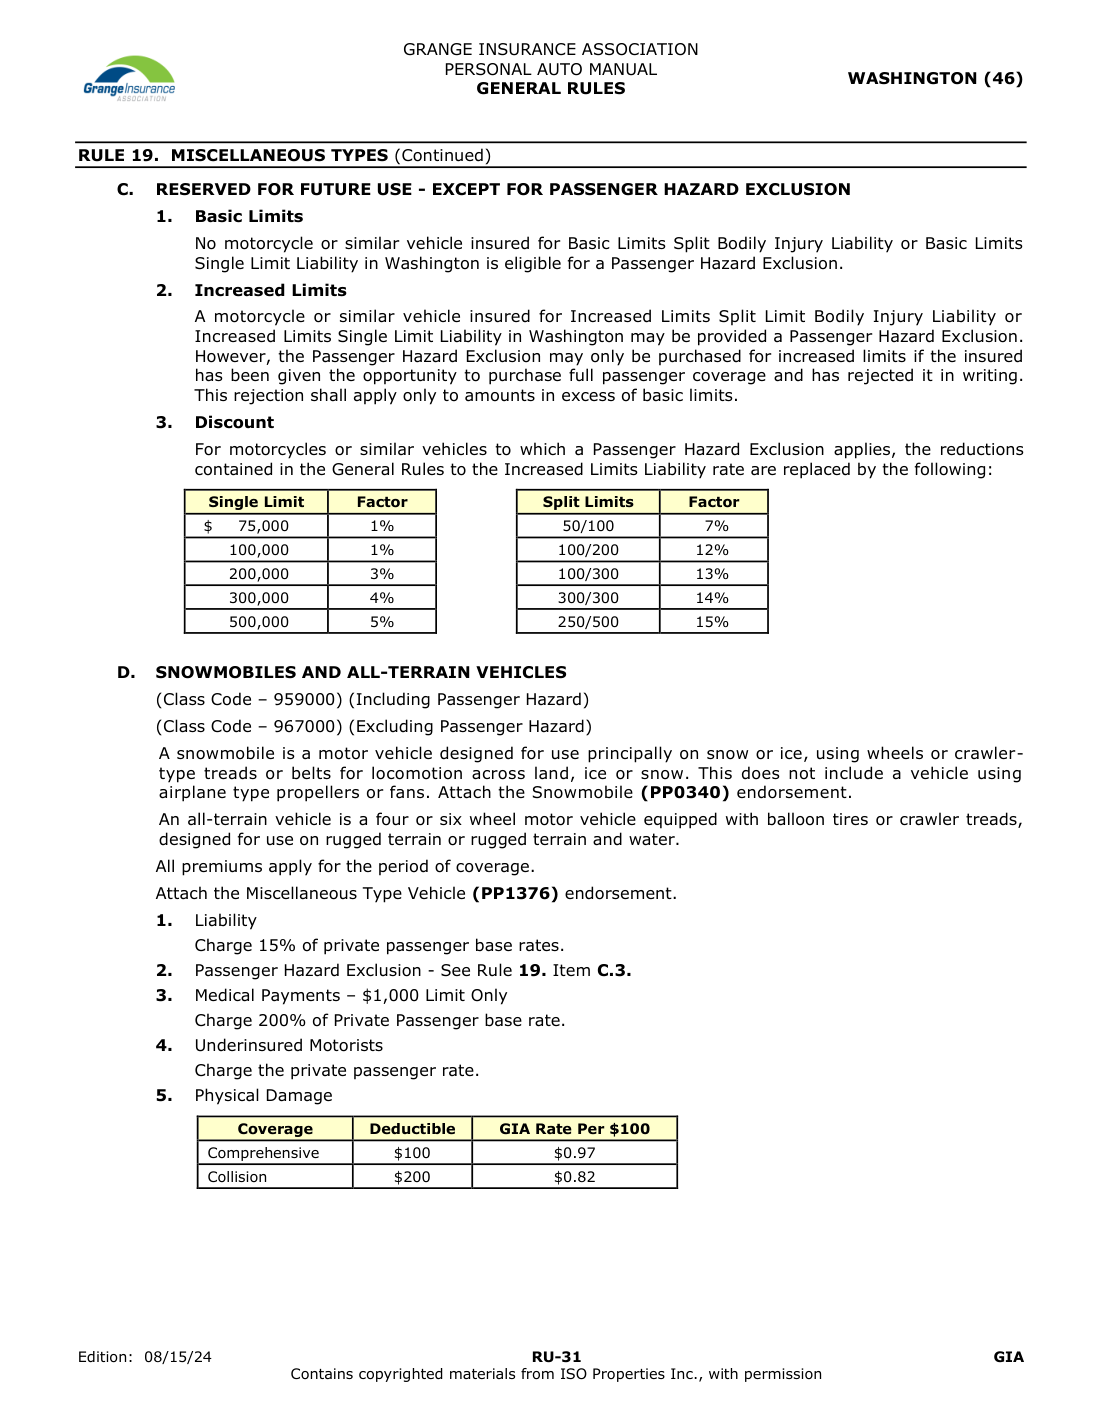 GRANGE INSURANCE ASSOCIATION
PERSONAL AUTO MANUAL
GENERAL RULES
WASHINGTON (46)
GrangeInsurance
ASSOCIATION
RULE 19. MISCELLANEOUS TYPES (Continued)
C. RESERVED FOR FUTURE USE - EXCEPT FOR PASSENGER HAZARD EXCLUSION
1. Basic Limits
No motorcycle or similar vehicle insured for Basic Limits Split Bodily Injury Liability or Basic Limits
Single Limit Liability in Washington is eligible for a Passenger Hazard Exclusion.
2. Increased Limits
A motorcycle or similar vehicle insured for Increased Limits Split Limit Bodily Injury Liability or
Increased Limits Single Limit Liability in Washington may be provided a Passenger Hazard Exclusion.
However, the Passenger Hazard Exclusion may only be purchased for increased limits if the insured
has been given the opportunity to purchase full passenger coverage and has rejected it in writing.
This rejection shall apply only to amounts in excess of basic limits.
3. Discount
For motorcycles or similar vehicles to which a Passenger Hazard Exclusion applies, the reductions
contained in the General Rules to the Increased Limits Liability rate are replaced by the following:
Single Limit Factor Split Limits Factor
$ 75,000 1% 50/100 7%
100,000 1% 100/200 12%
200,000 3% 100/300 13%
300,000 4% 300/300 14%
500,000 5% 250/500 15%
D. SNOWMOBILES AND ALL-TERRAIN VEHICLES
(Class Code – 959000) (Including Passenger Hazard)
(Class Code – 967000) (Excluding Passenger Hazard)
A snowmobile is a motor vehicle designed for use principally on snow or ice, using wheels or crawler-
type treads or belts for locomotion across land, ice or snow. This does not include a vehicle using
airplane type propellers or fans. Attach the Snowmobile (PP0340) endorsement.
An all-terrain vehicle is a four or six wheel motor vehicle equipped with balloon tires or crawler treads,
designed for use on rugged terrain or rugged terrain and water.
All premiums apply for the period of coverage.
Attach the Miscellaneous Type Vehicle (PP1376) endorsement.
1. Liability
Charge 15% of private passenger base rates.
2. Passenger Hazard Exclusion - See Rule 19. Item C.3.
3. Medical Payments – $1,000 Limit Only
Charge 200% of Private Passenger base rate.
4. Underinsured Motorists
Charge the private passenger rate.
5. Physical Damage
Coverage Deductible GIA Rate Per $100
Comprehensive $100 $0.97
Collision $200 $0.82
Edition: 08/15/24 RU-31 GIA
Contains copyrighted materials from ISO Properties Inc., with permission